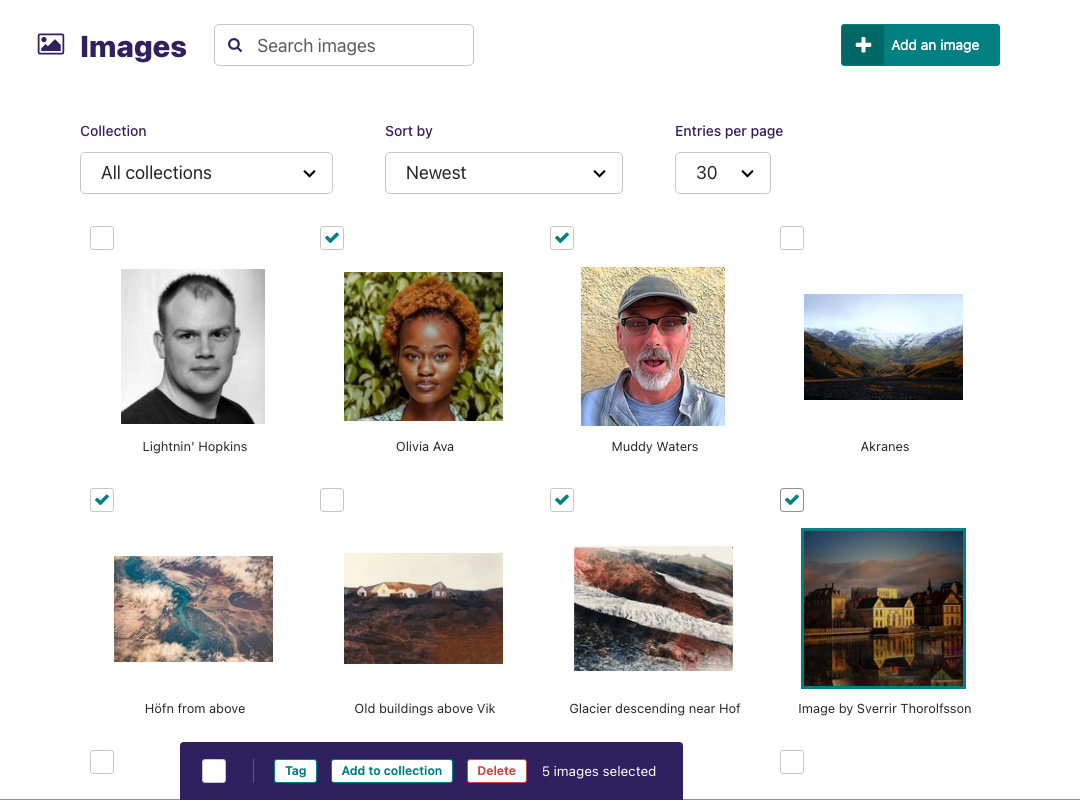 Images
Search images
Add an image
Collection
Sort by
Entries per page
All collections
Newest
30
Lightnin' Hopkins
Olivia Ava
Muddy Waters
Akranes
Höfn from above
Old buildings above Vik
Glacier descending near Hof
Image by Sverrir Thorolfsson
Tag
Add to collection
Delete
5 images selected